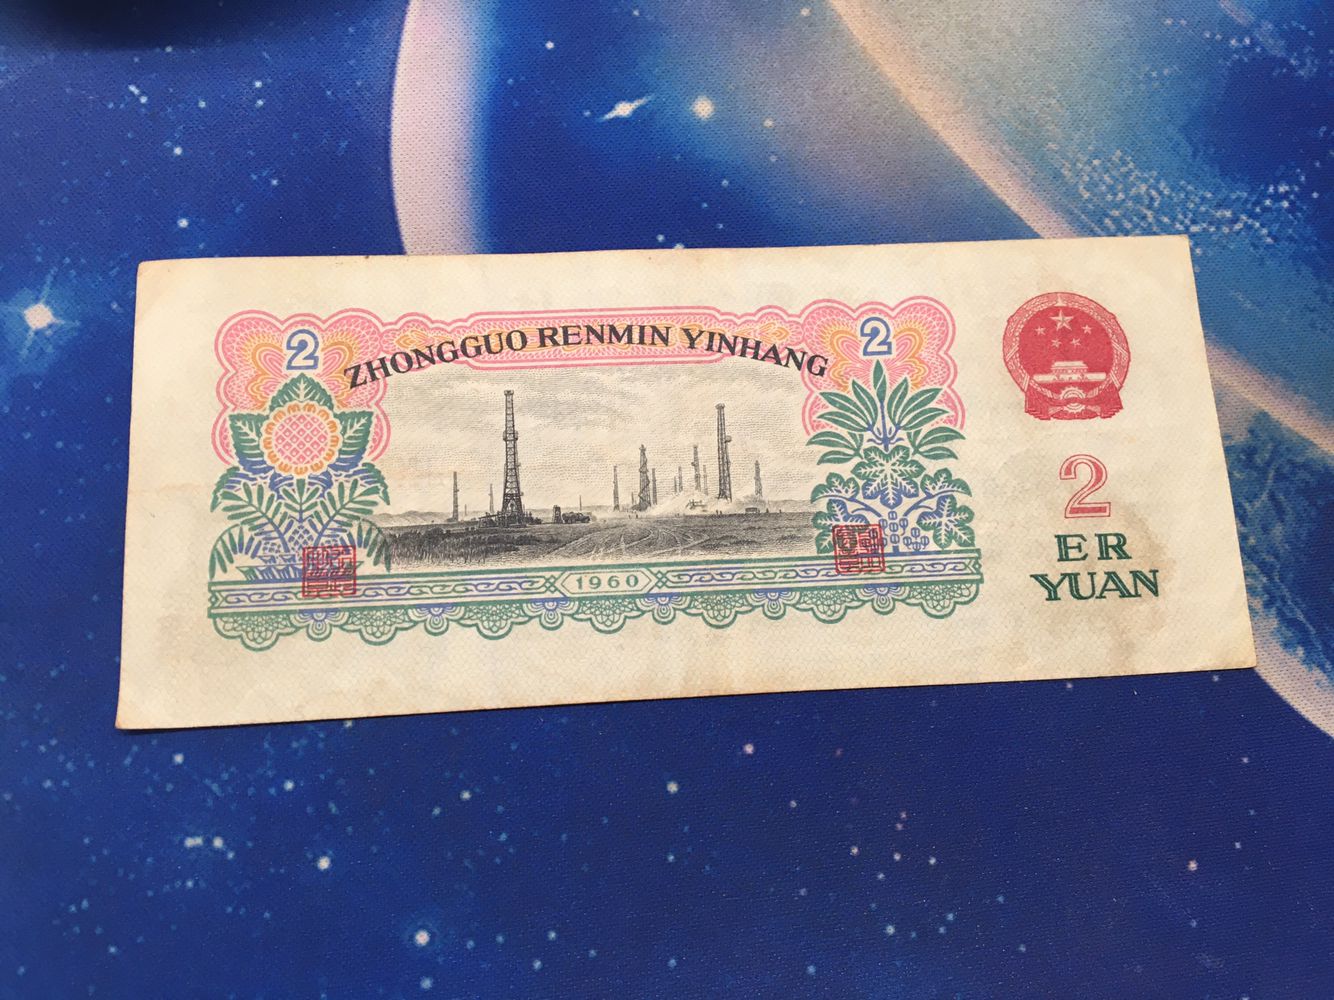 2
ZHONGGUO RENMIN YINHANG
2
1960
2
ER
YUAN